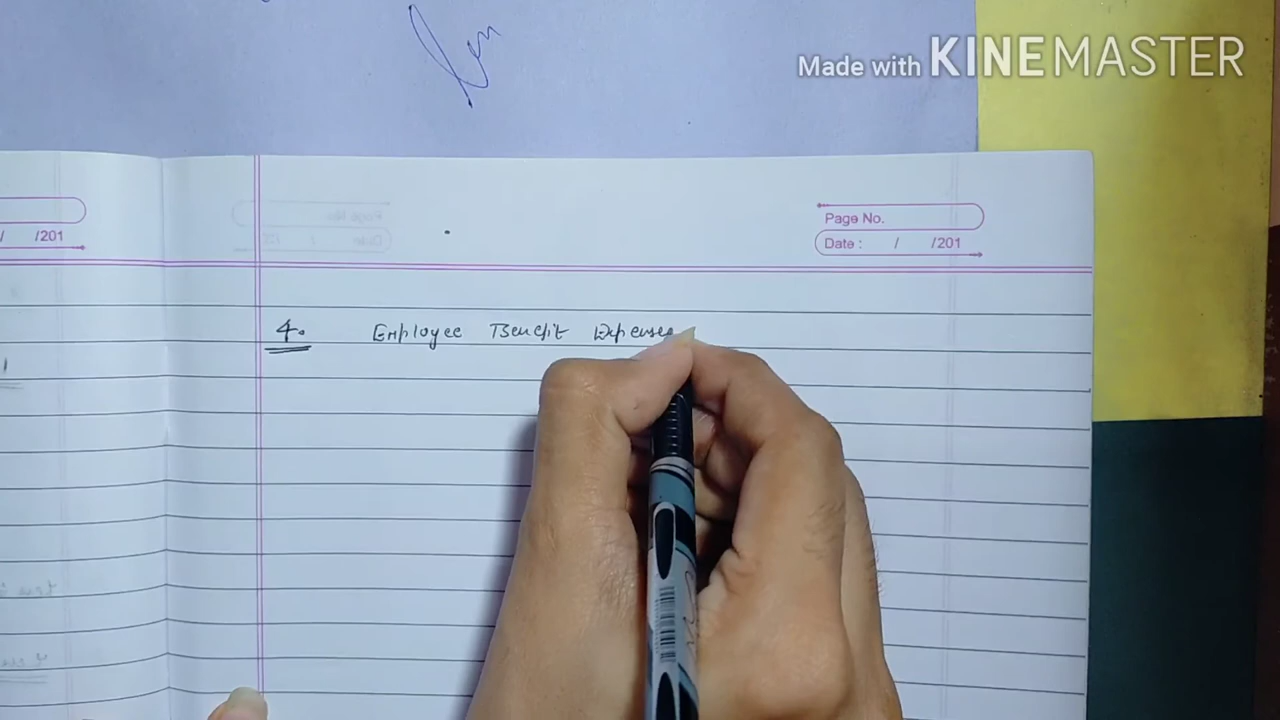 Made with KINEMASTER
Page No.
/ /201
Date : / /201
4. Employee Benefit Expenses